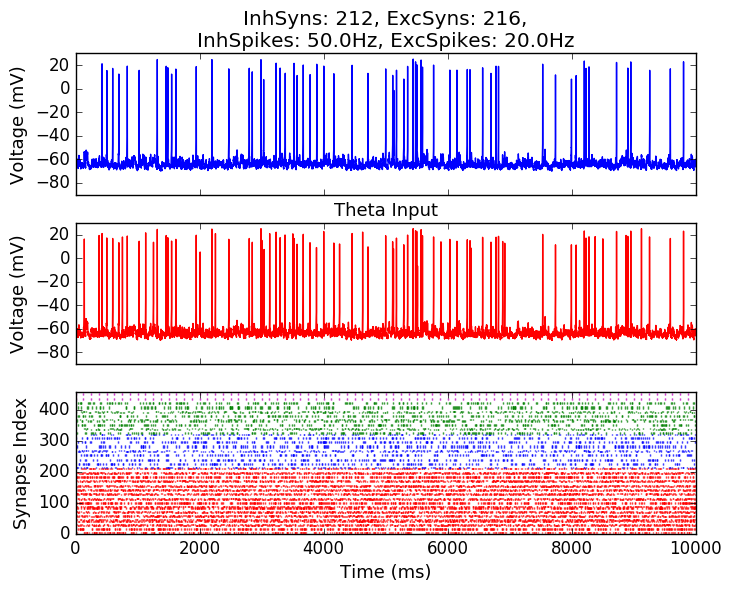 InhSyns: 212, ExcSyns: 216,
InhSpikes: 50.0Hz, ExcSpikes: 20.0Hz
Voltage (mV)
20
0
−20
−40
−60
−80
Theta Input
Voltage (mV)
20
0
−20
−40
−60
−80
Synapse Index
400
300
200
100
0
0 2000 4000 6000 8000 10000
Time (ms)